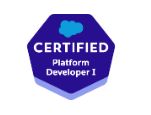 CERTIFIED
Platform
Developer I